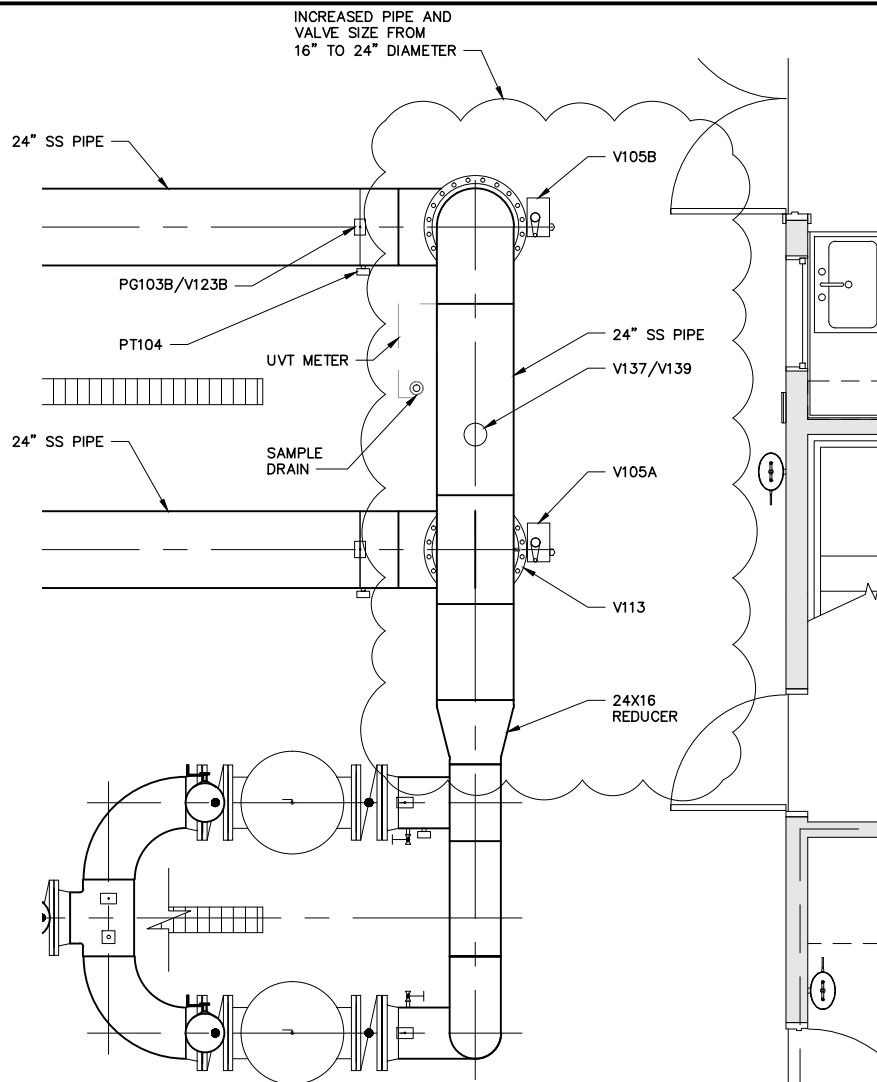 INCREASED PIPE AND
VALVE SIZE FROM
16" TO 24" DIAMETER
24" SS PIPE
V105B
PG103B/V123B
PT104
UVT METER
24" SS PIPE
V137/V139
24" SS PIPE
SAMPLE
DRAIN
V105A
V113
24X16
REDUCER